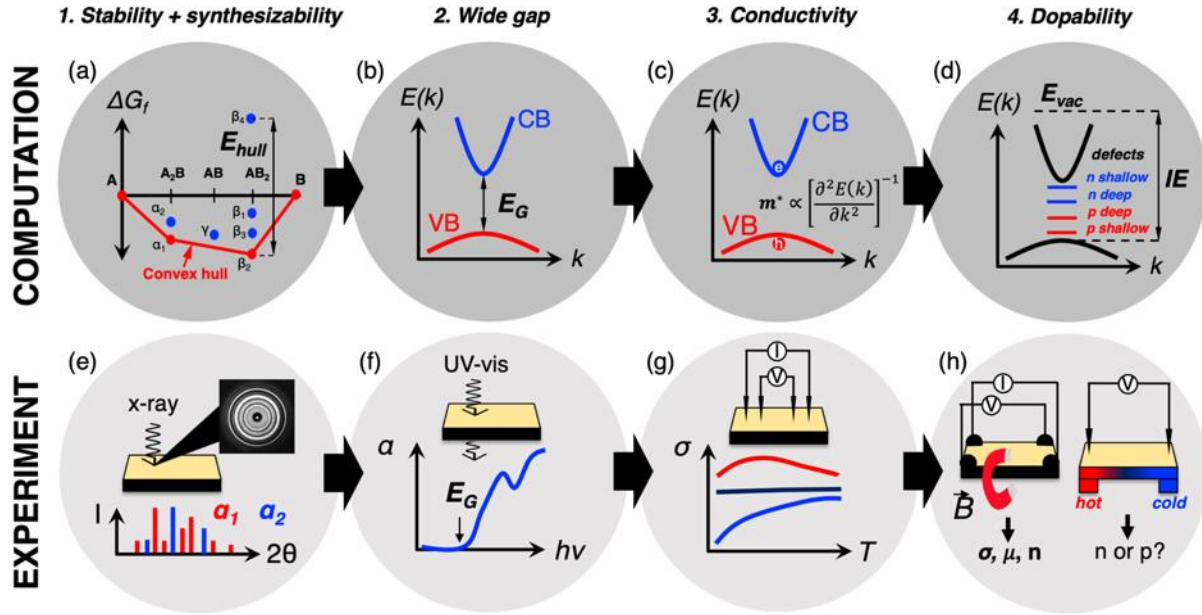 1. Stability + synthesizability
2. Wide gap
3. Conductivity
4. Dopability
COMPUTATION
(a)
ΔG_f
E_hull
β₄
A
A₂B
AB
AB₂
B
α₂
α₁
γ
β₁
β₃
β₂
Convex hull
(b)
E(k)
CB
E_G
VB
k
(c)
E(k)
CB
e
m* ∝ [∂²E(k)/∂k²]⁻¹
VB
h
k
(d)
E(k)
E_vac
defects
n shallow
n deep
p deep
p shallow
IE
k
EXPERIMENT
(e)
x-ray
I
α₁ α₂
2θ
(f)
UV-vis
α
E_G
hν
(g)
I
V
σ
T
(h)
I
V
B⃗
σ, μ, n
V
hot
cold
n or p?